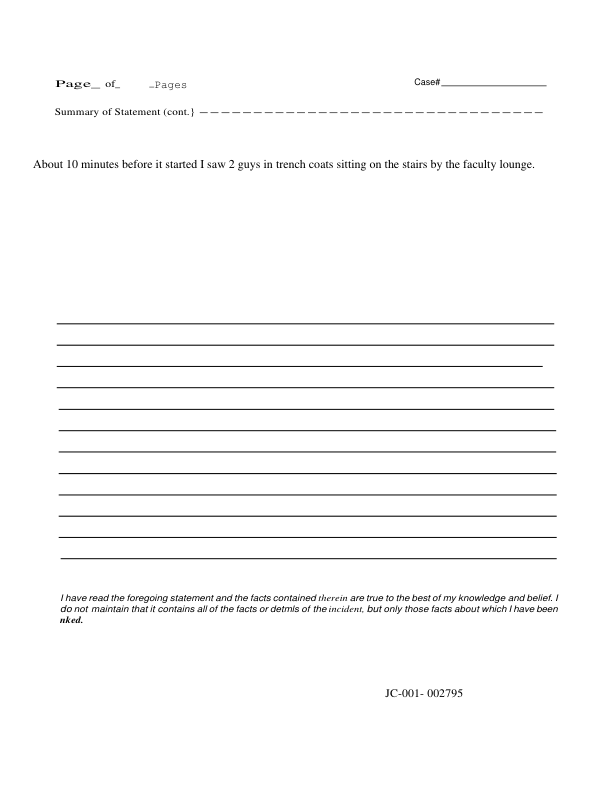 Page_ of_ _Pages Case#
Summary of Statement (cont.}
About 10 minutes before it started I saw 2 guys in trench coats sitting on the stairs by the faculty lounge.
I have read the foregoing statement and the facts contained therein are true to the best of my knowledge and belief. I
do not maintain that it contains all of the facts or detmls of the incident, but only those facts about which I have been
nked.
JC-001- 002795